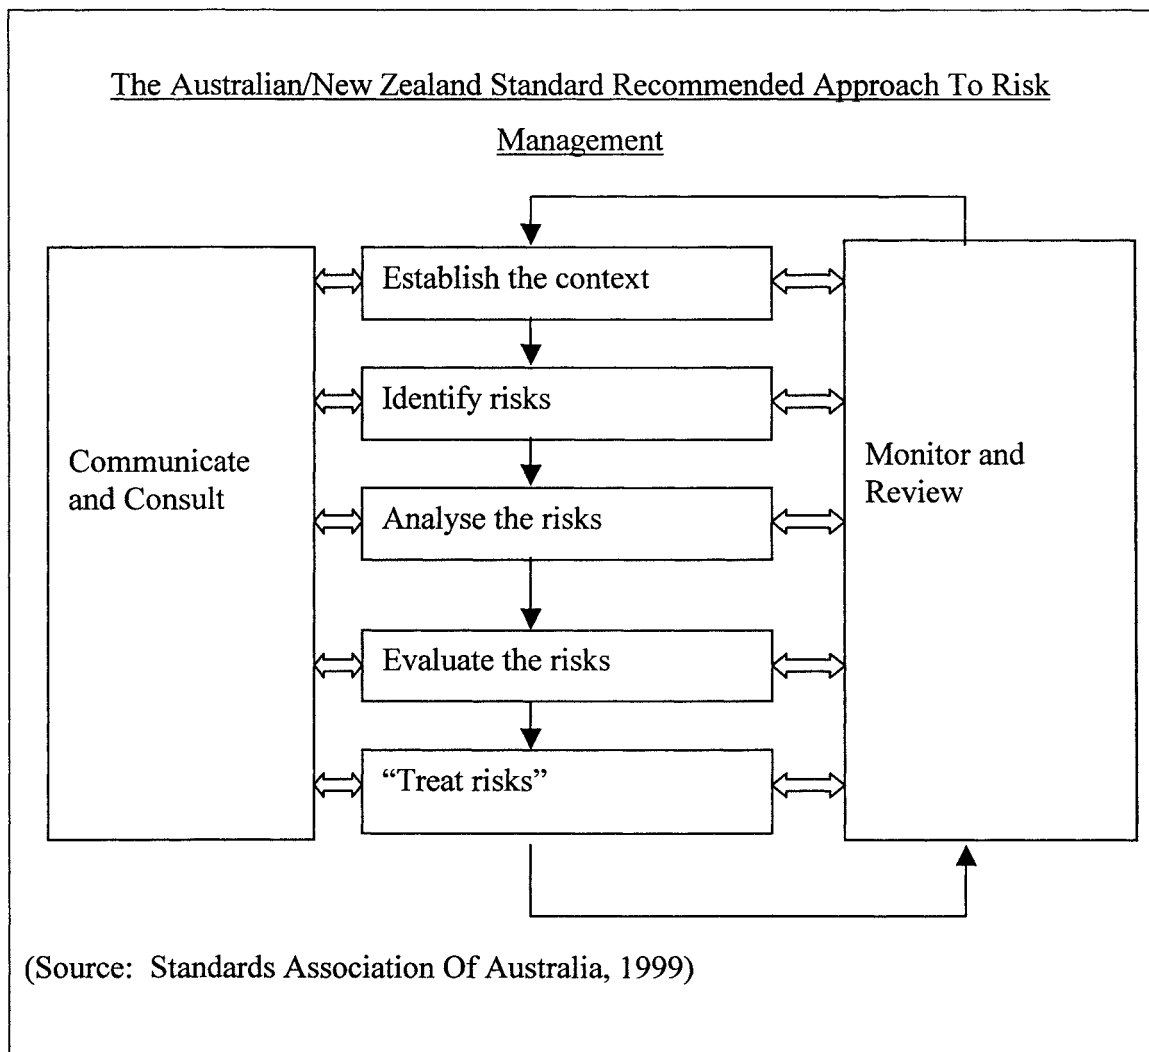 The Australian/New Zealand Standard Recommended Approach To Risk
Management
Establish the context
Identify risks
Communicate
and Consult
Monitor and
Review
Analyse the risks
Evaluate the risks
“Treat risks”
(Source: Standards Association Of Australia, 1999)